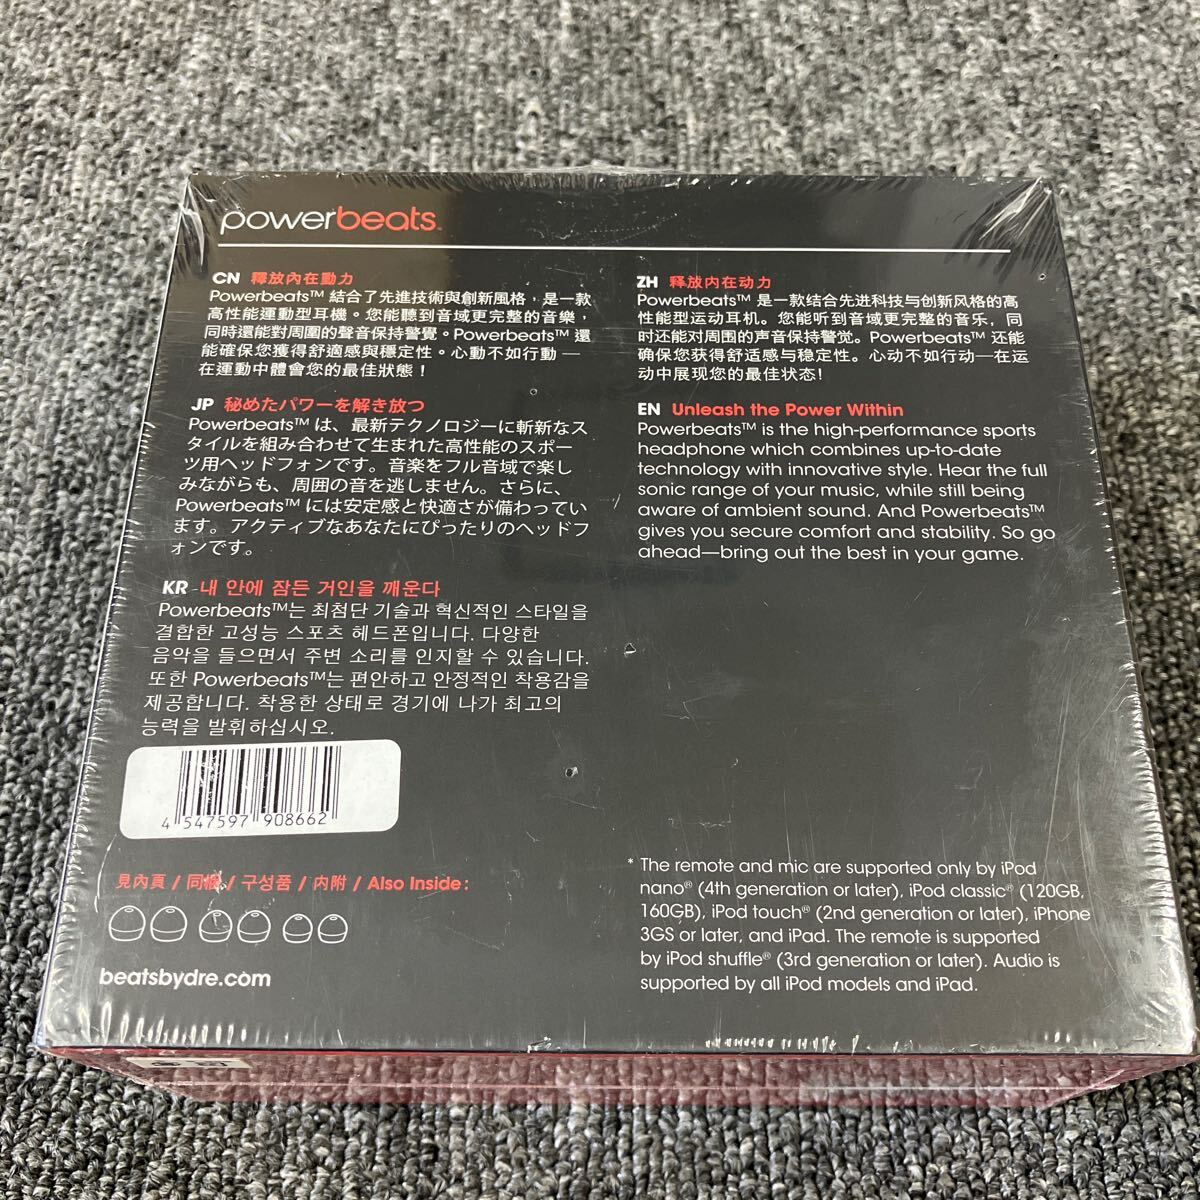 powerbeats™
CN 釋放內在動力
Powerbeats™ 結合了先進技術與創新風格，是一款
高性能運動型耳機。您能聽到音域更完整的音樂，
同時還能對周圍的聲音保持警覺。Powerbeats™ 還
能確保您獲得舒適感與穩定性。心動不如行動 —
在運動中體會您的最佳狀態！
JP 秘めたパワーを解き放つ
Powerbeats™ は、最新テクノロジーに斬新なス
タイルを組み合わせて生まれた高性能のスポー
ツ用ヘッドフォンです。音楽をフル音域で楽し
みながらも、周囲の音を逃しません。さらに、
Powerbeats™ には安定感と快適さが備わってい
ます。アクティブなあなたにぴったりのヘッドフ
ォンです。
KR 내 안에 잠든 거인을 깨운다
Powerbeats™는 최첨단 기술과 혁신적인 스타일을
결합한 고성능 스포츠 헤드폰입니다. 다양한
음악을 들으면서 주변 소리를 인지할 수 있습니다.
또한 Powerbeats™는 편안하고 안정적인 착용감을
제공합니다. 착용한 상태로 경기에 나가 최고의
능력을 발휘하십시오.
4 547597 908662
見內頁 / 同梱 / 구성품 / 内附 / Also Inside:
beatsbydre.com
ZH 释放内在动力
Powerbeats™ 是一款结合先进科技与创新风格的高
性能型运动耳机。您能听到音域更完整的音乐，同
时还能对周围的声音保持警觉。Powerbeats™ 还能
确保您获得舒适感与稳定性。心动不如行动—在运
动中展现您的最佳状态!
EN Unleash the Power Within
Powerbeats™ is the high-performance sports
headphone which combines up-to-date
technology with innovative style. Hear the full
sonic range of your music, while still being
aware of ambient sound. And Powerbeats™
gives you secure comfort and stability. So go
ahead—bring out the best in your game.
* The remote and mic are supported only by iPod
nano® (4th generation or later), iPod classic® (120GB,
160GB), iPod touch® (2nd generation or later), iPhone
3GS or later, and iPad. The remote is supported
by iPod shuffle® (3rd generation or later). Audio is
supported by all iPod models and iPad.